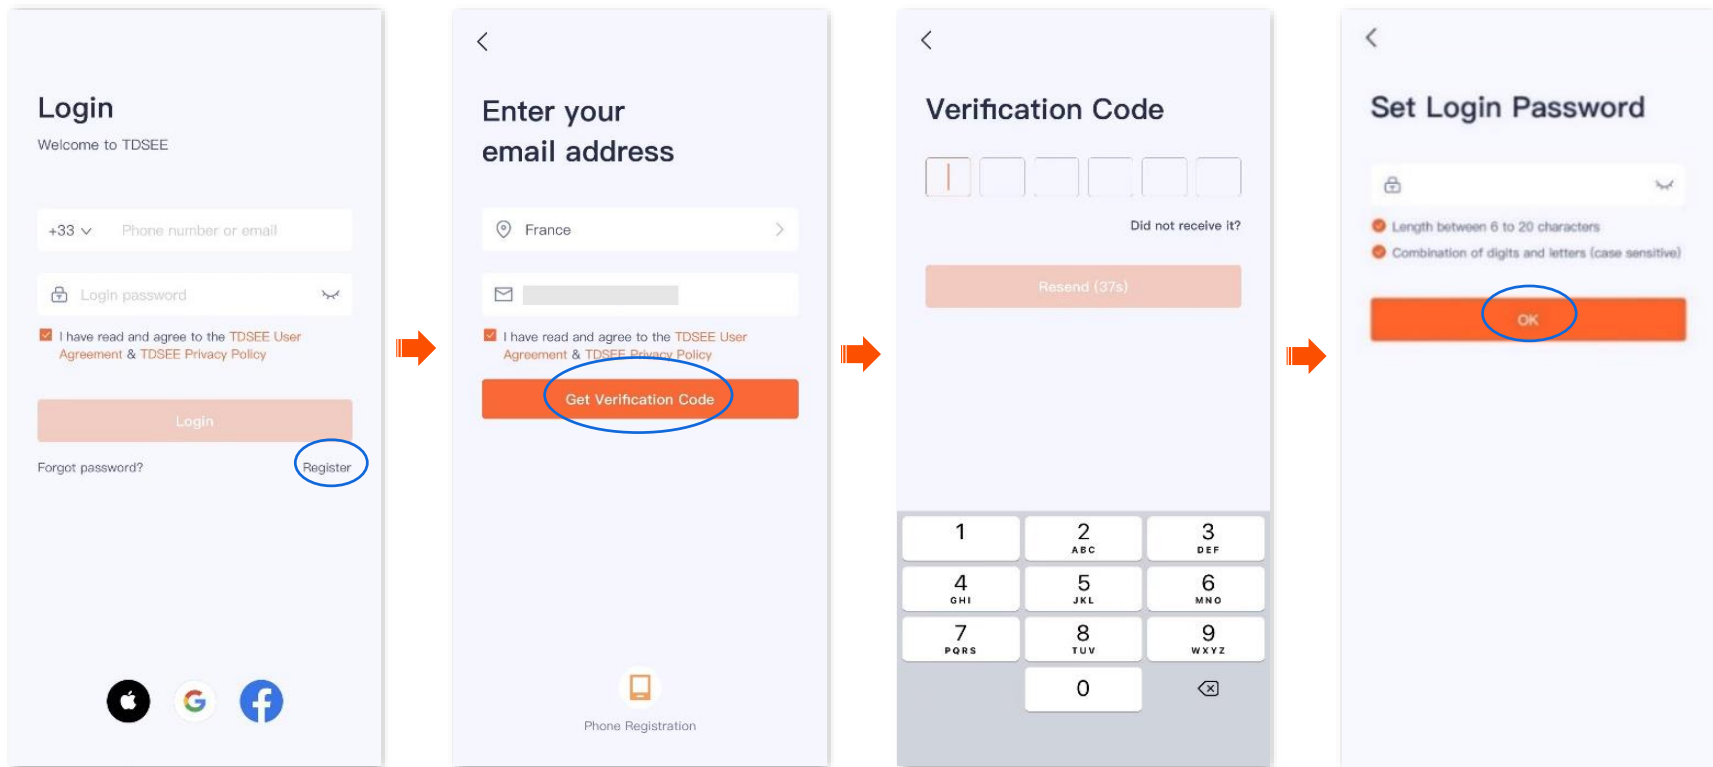 Login
Welcome to TDSEE
+33 Phone number or email
Login password
I have read and agree to the TDSEE User
Agreement & TDSEE Privacy Policy
Login
Forgot password? Register
Enter your
email address
France
I have read and agree to the TDSEE User
Agreement & TDSEE Privacy Policy
Get Verification Code
Phone Registration
Verification Code
Did not receive it?
Resend (37s)
1 2 3
ABC DEF
4 5 6
GHI JKL MNO
7 8 9
PQRS TUV WXYZ
0
Set Login Password
Length between 6 to 20 characters
Combination of digits and letters (case sensitive)
OK